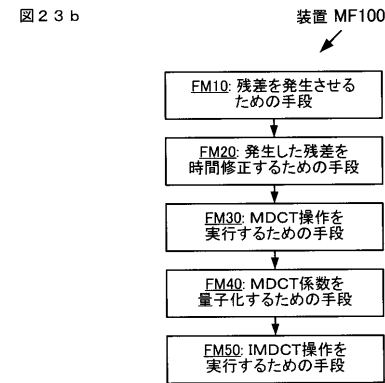 図２３ｂ
装置 MF100
FM10: 残差を発生させる
ための手段
FM20: 発生した残差を
時間修正するための手段
FM30: MDCT操作を
実行するための手段
FM40: MDCT係数を
量子化するための手段
FM50: IMDCT操作を
実行するための手段